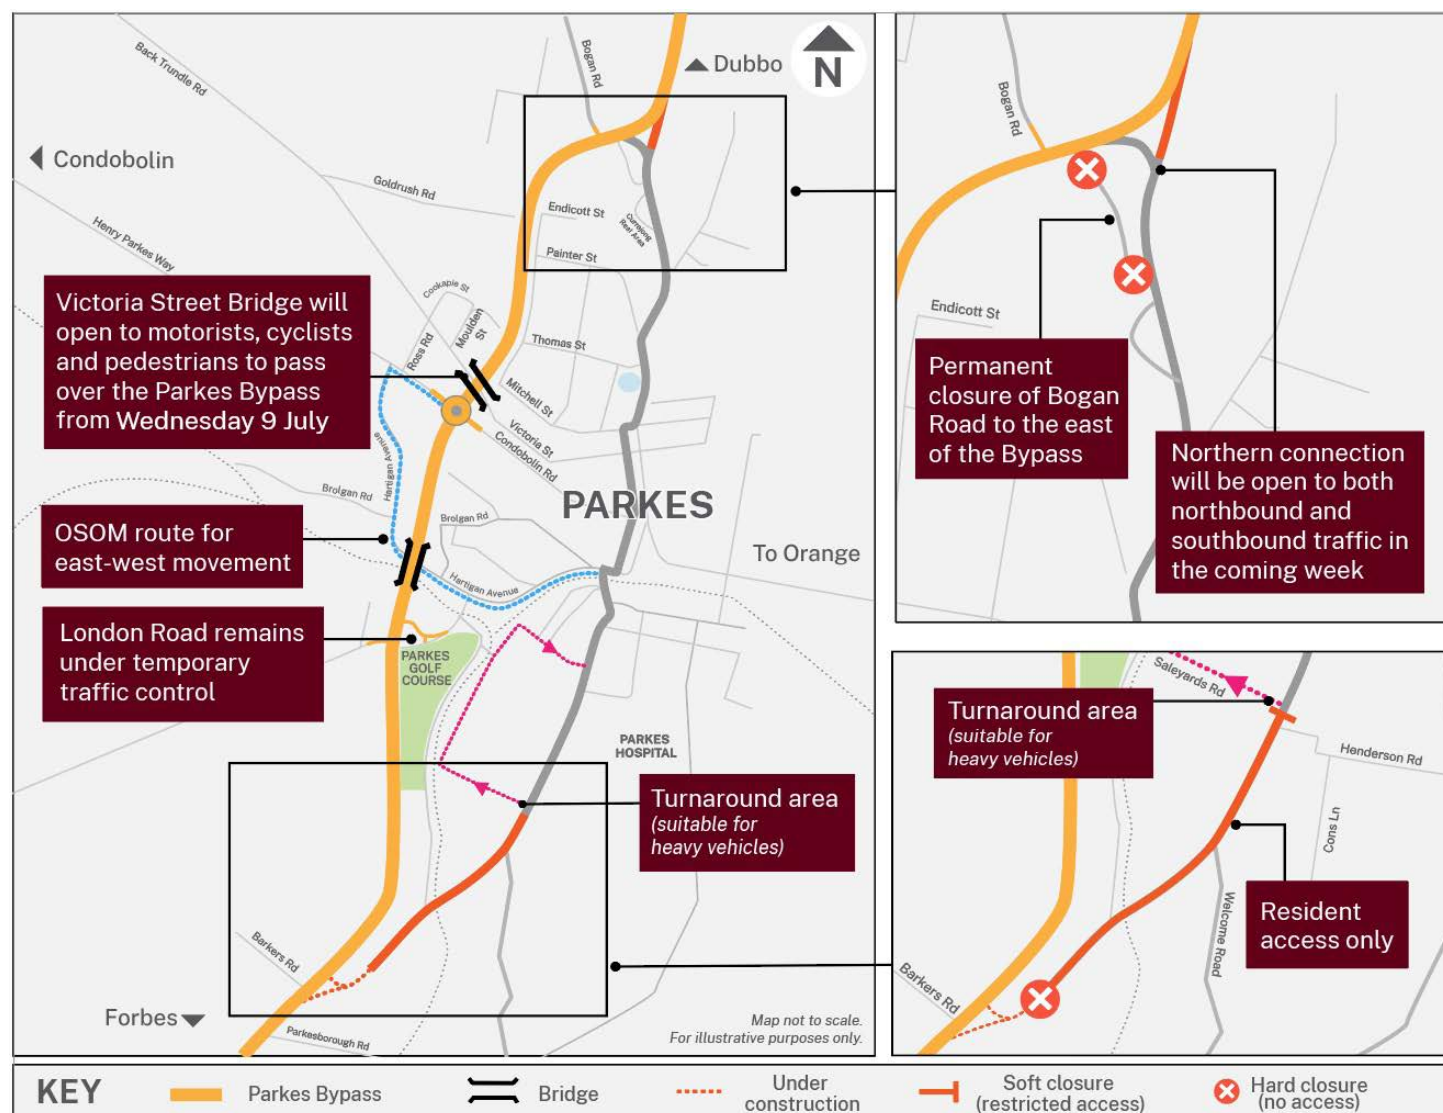 Back Trundle Rd
Bogan Rd
Dubbo
N
Condobolin
Goldrush Rd
Henry Parkes Way
Endicott St
Currajong
Rest Area
Painter St
Cookapie St
Moulden
St
Ross Rd
Thomas St
Mitchell St
Victoria St
Condobolin Rd
Victoria Street Bridge will
open to motorists, cyclists
and pedestrians to pass
over the Parkes Bypass
from Wednesday 9 July
Hartigan Avenue
Brolgan Rd
Brolgan Rd
PARKES
To Orange
OSOM route for
east-west movement
Hartigan Avenue
London Road remains
under temporary
traffic control
PARKES
GOLF
COURSE
PARKES
HOSPITAL
Turnaround area
(suitable for
heavy vehicles)
Barkers Rd
Forbes
Parkesborough Rd
Map not to scale.
For illustrative purposes only.
Bogan Rd
Endicott St
Permanent
closure of Bogan
Road to the east
of the Bypass
Northern connection
will be open to both
northbound and
southbound traffic in
the coming week
Saleyards Rd
Turnaround area
(suitable for
heavy vehicles)
Henderson Rd
Cons Ln
Welcome Road
Resident
access only
Barkers Rd
KEY
Parkes Bypass
Bridge
Under
construction
Soft closure
(restricted access)
Hard closure
(no access)